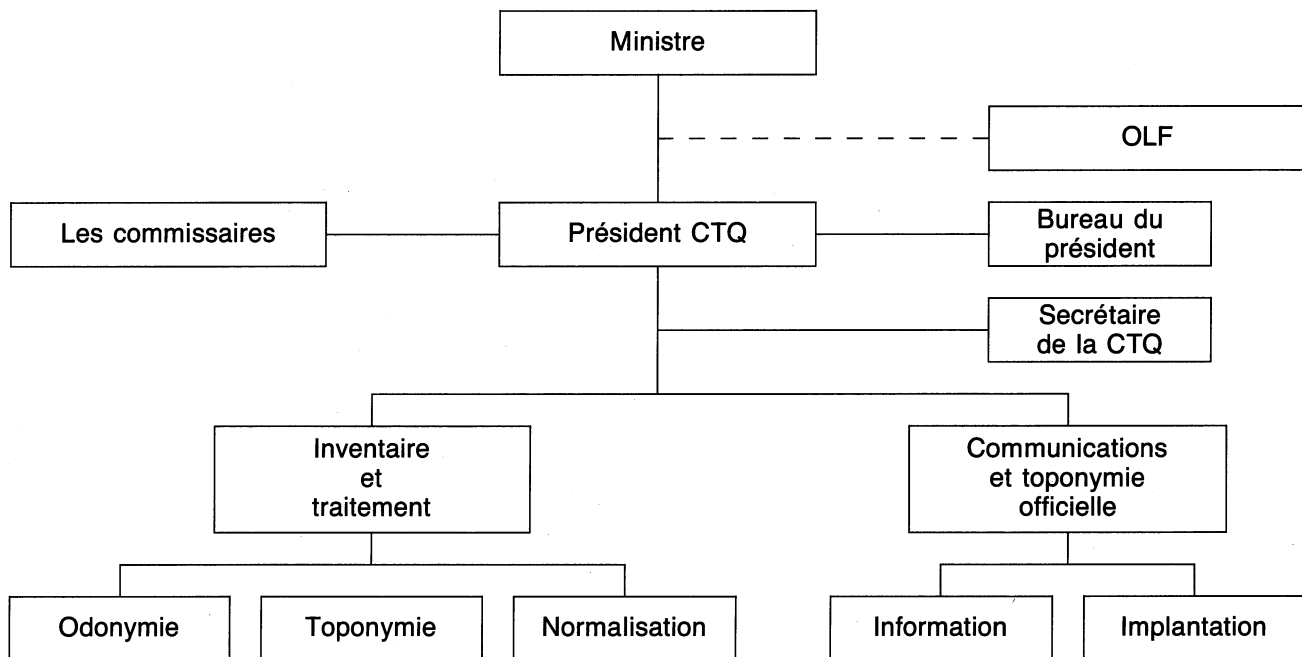 Ministre
OLF
Les commissaires
Président CTQ
Bureau du
président
Secrétaire
de la CTQ
Inventaire
et
traitement
Communications
et toponymie
officielle
Odonymie
Toponymie
Normalisation
Information
Implantation